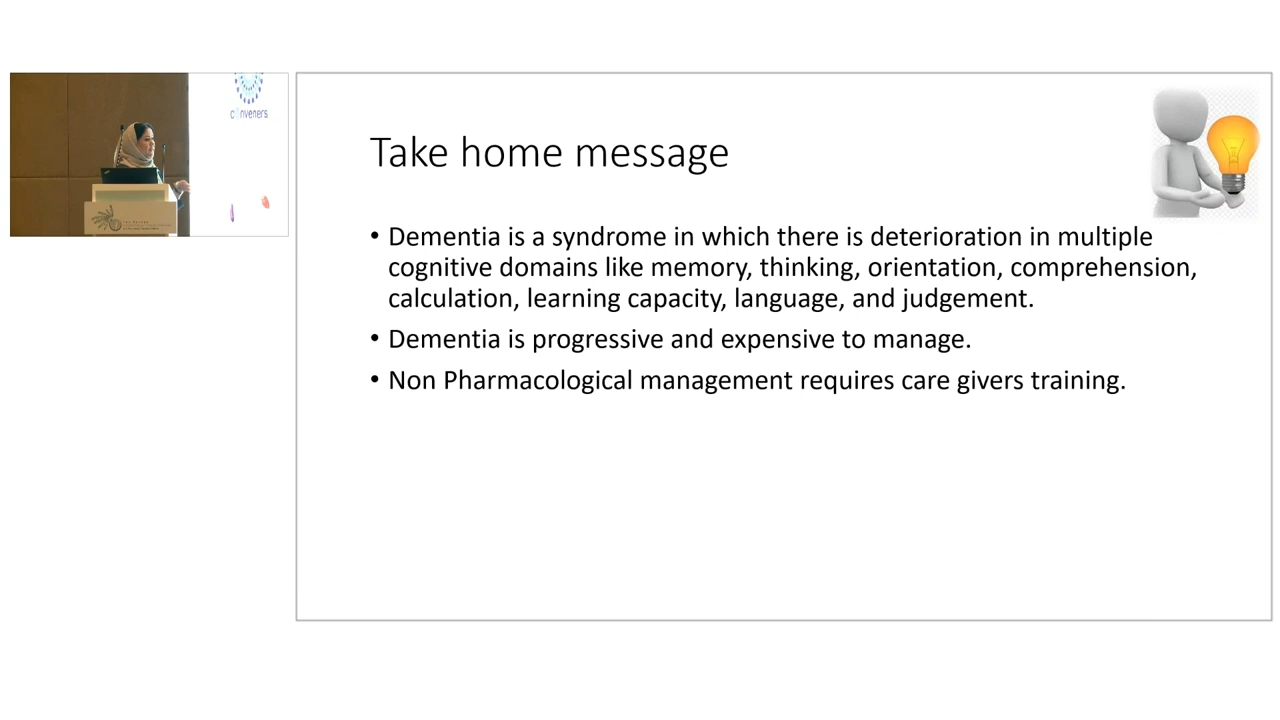 c nveners
Take home message
• Dementia is a syndrome in which there is deterioration in multiple
cognitive domains like memory, thinking, orientation, comprehension,
calculation, learning capacity, language, and judgement.
• Dementia is progressive and expensive to manage.
• Non Pharmacological management requires care givers training.